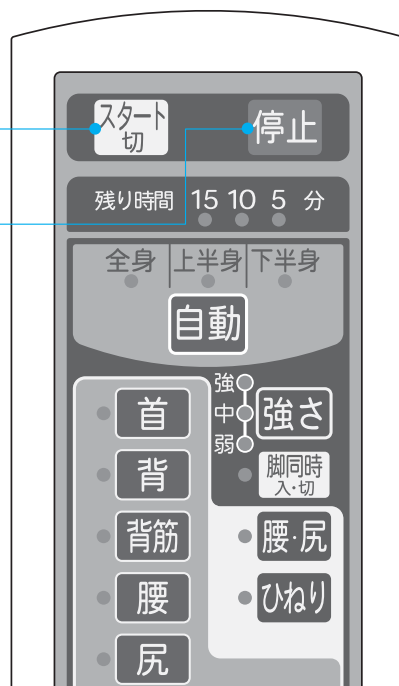 スタート
切
停止
残り時間 15 10 5 分
全身 上半身 下半身
自動
強
中
弱
強さ
首
脚同時
入・切
背
背筋
腰・尻
腰
ひねり
尻